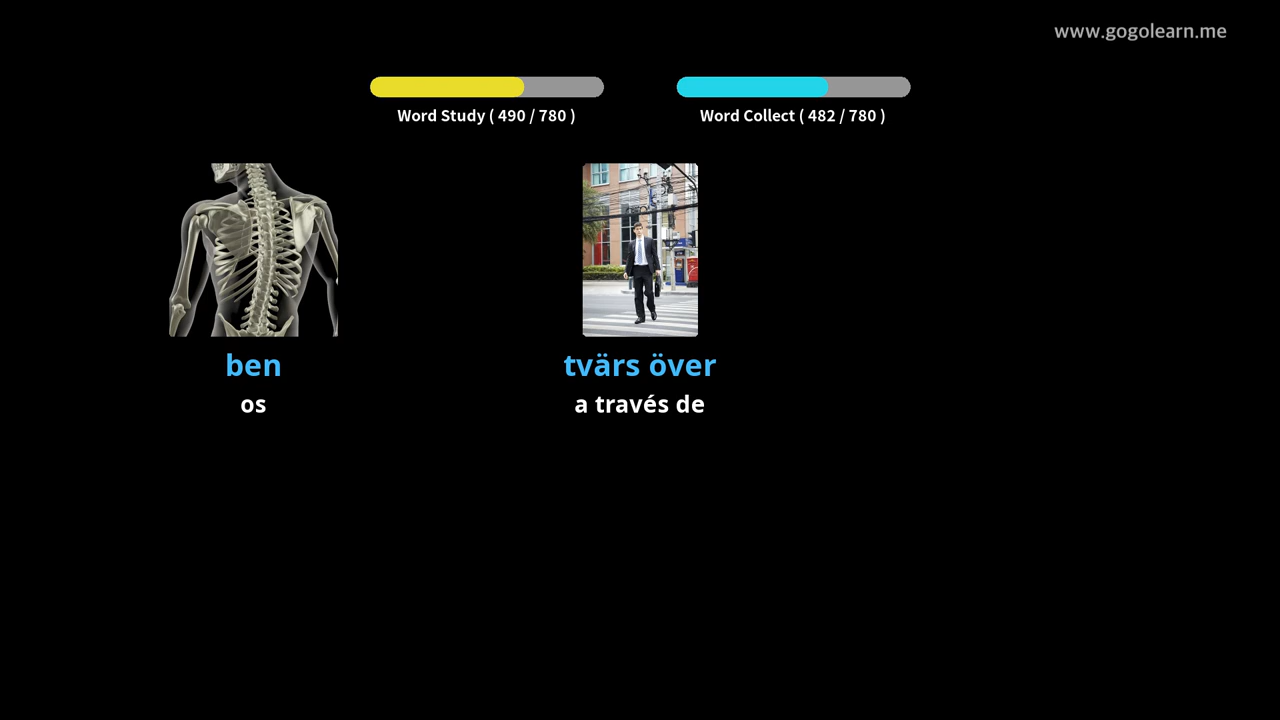 www.gogolearn.me
Word Study ( 490 / 780 )
Word Collect ( 482 / 780 )
ben
os
tvärs över
a través de